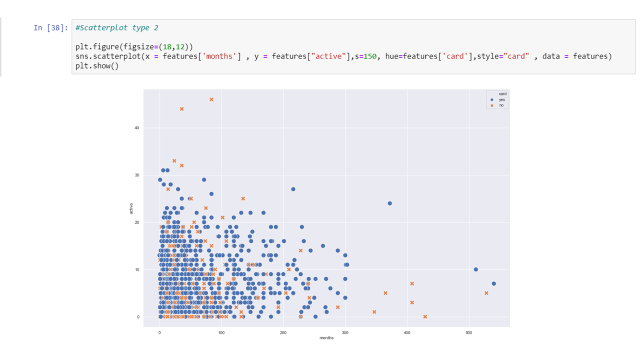 In [38]: #Scatterplot type 2
plt.figure(figsize=(18,12))
sns.scatterplot(x = features['months'] , y = features["active"],s=150, hue=features['card'],style="card" , data = features)
plt.show()
card
yes
no
40
30
20
10
0
active
0 100 200 300 400 500
months